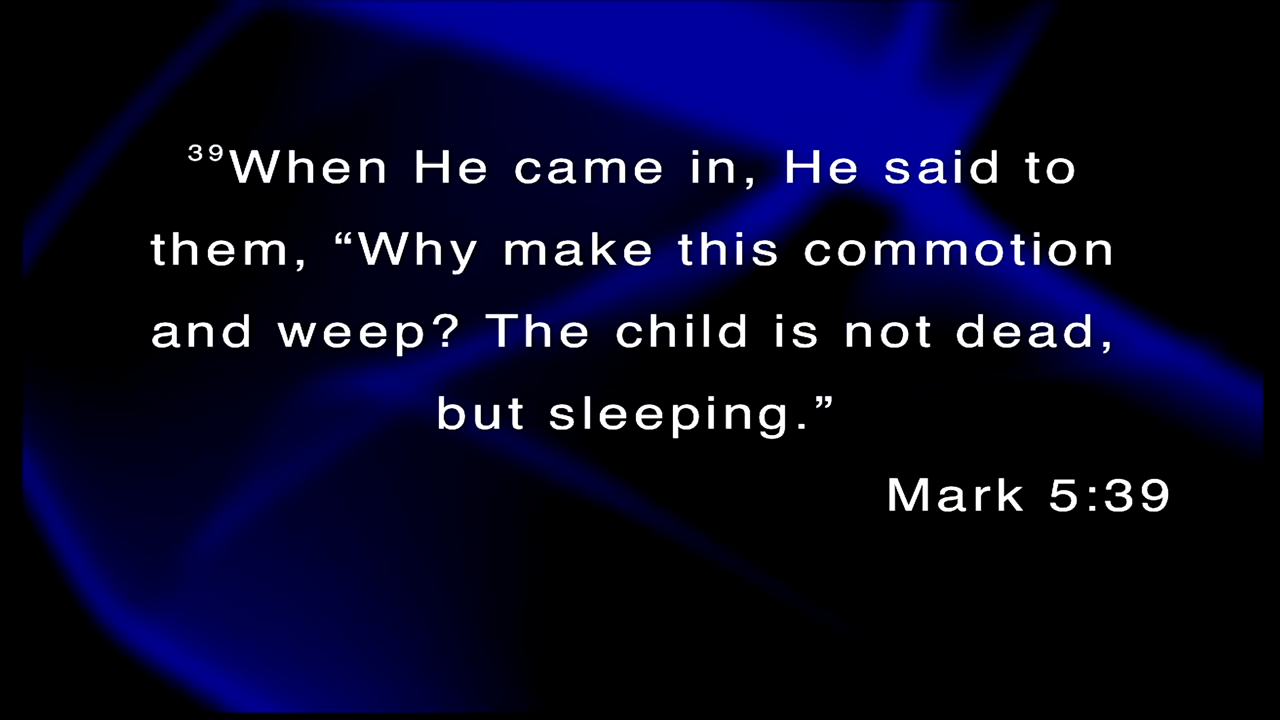 ³⁹When He came in, He said to
them, “Why make this commotion
and weep? The child is not dead,
but sleeping.”
Mark 5:39